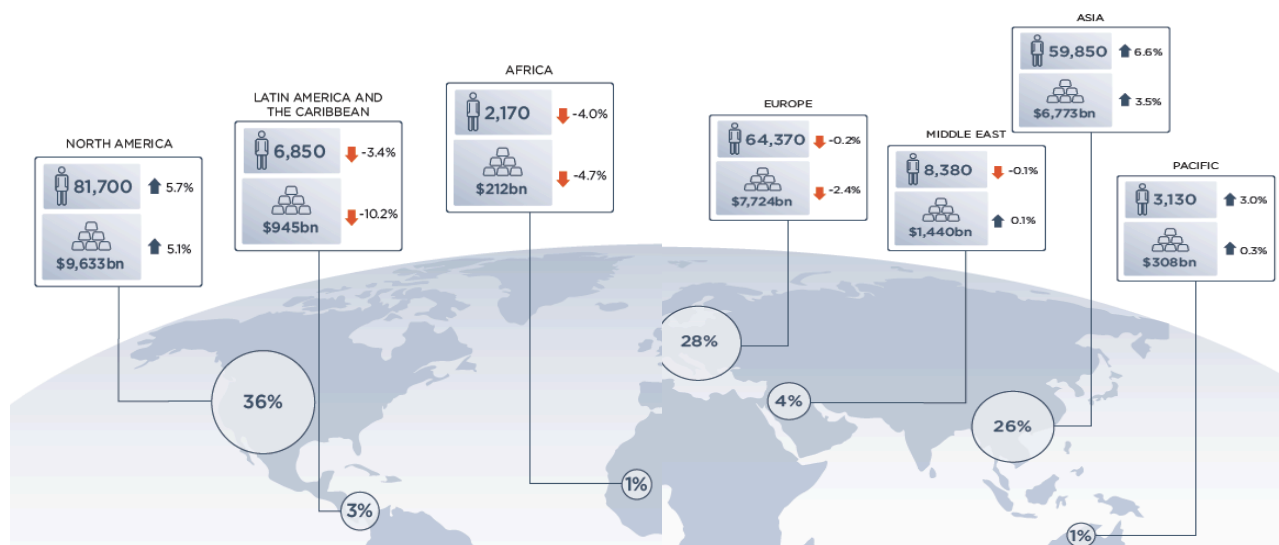 NORTH AMERICA
81,700
5.7%
$9,633bn
5.1%
36%
LATIN AMERICA AND
THE CARIBBEAN
6,850
-3.4%
$945bn
-10.2%
3%
AFRICA
2,170
-4.0%
$212bn
-4.7%
1%
EUROPE
64,370
-0.2%
$7,724bn
-2.4%
28%
MIDDLE EAST
8,380
-0.1%
$1,440bn
0.1%
4%
ASIA
59,850
6.6%
$6,773bn
3.5%
26%
PACIFIC
3,130
3.0%
$308bn
0.3%
1%